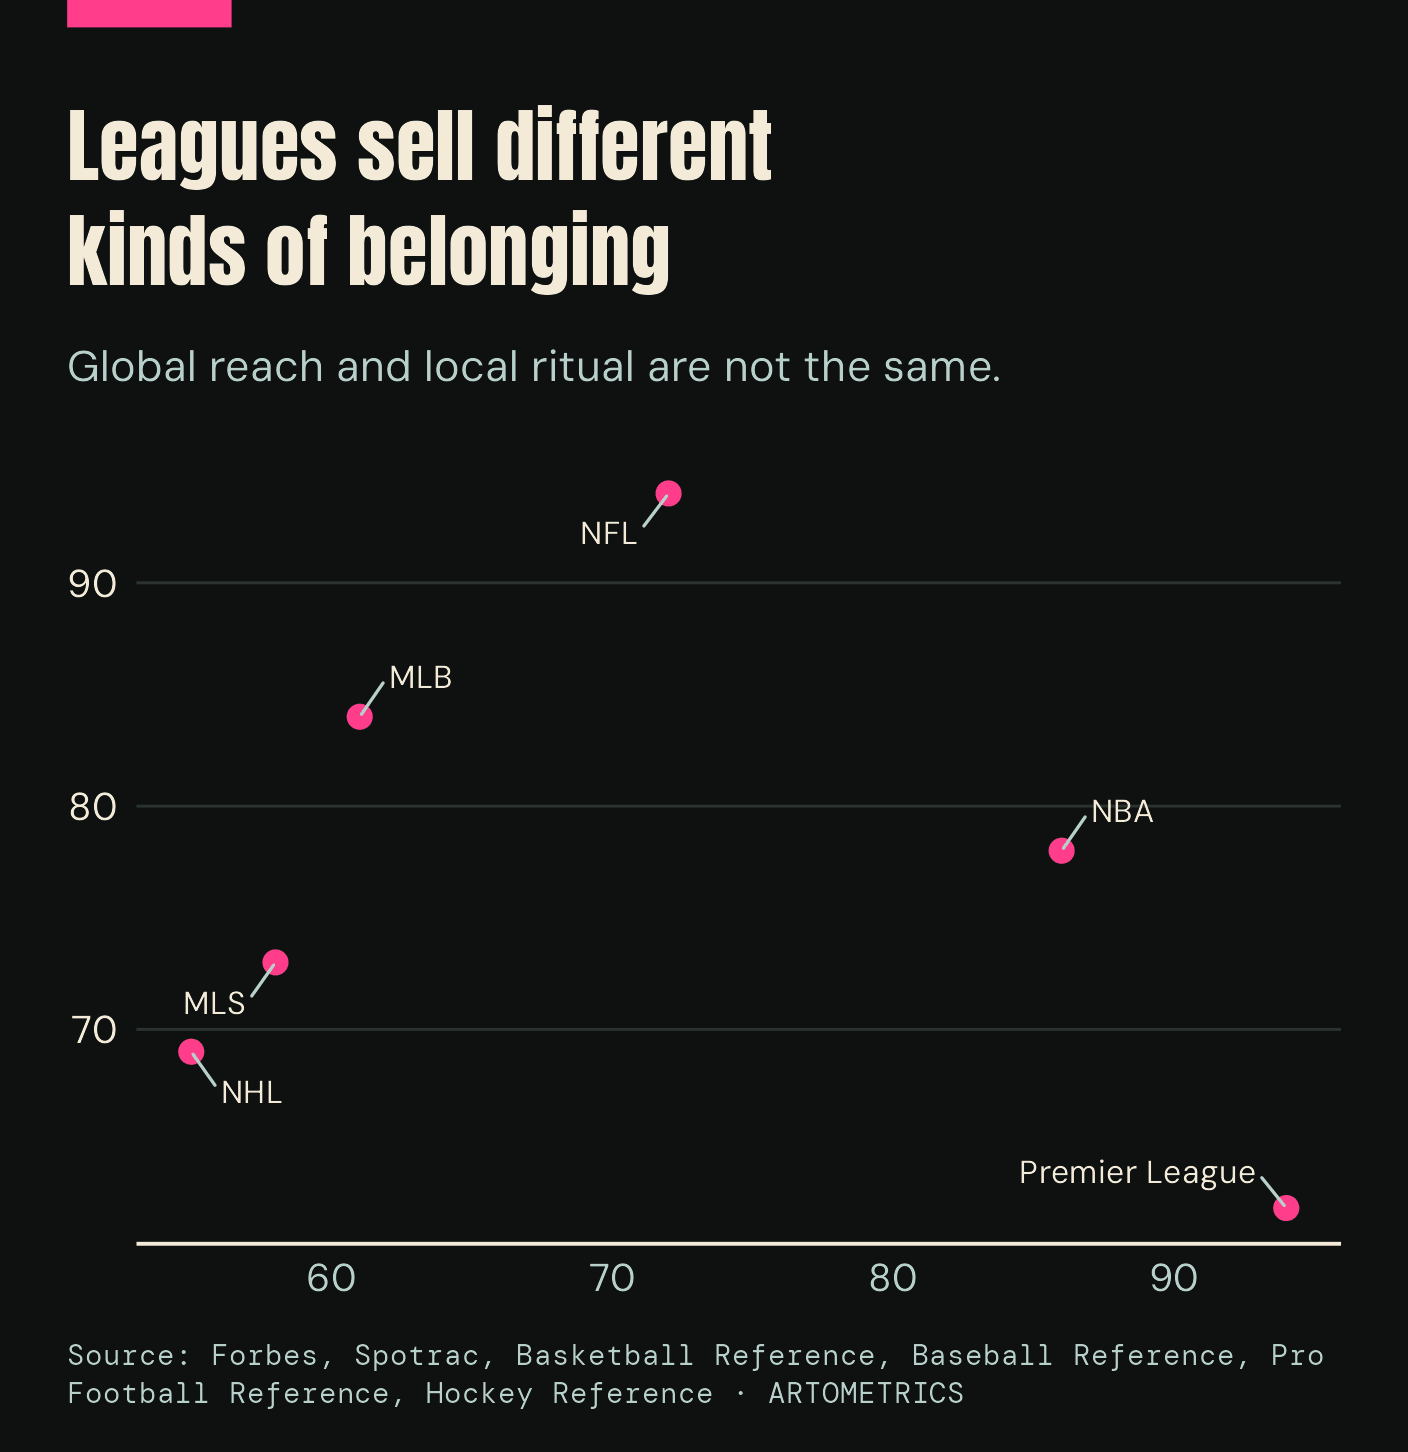 Leagues sell different
kinds of belonging
Global reach and local ritual are not the same.
NFL
90
MLB
80
NBA
MLS
70
NHL
Premier League
60 70 80 90
Source: Forbes, Spotrac, Basketball Reference, Baseball Reference, Pro
Football Reference, Hockey Reference · ARTOMETRICS